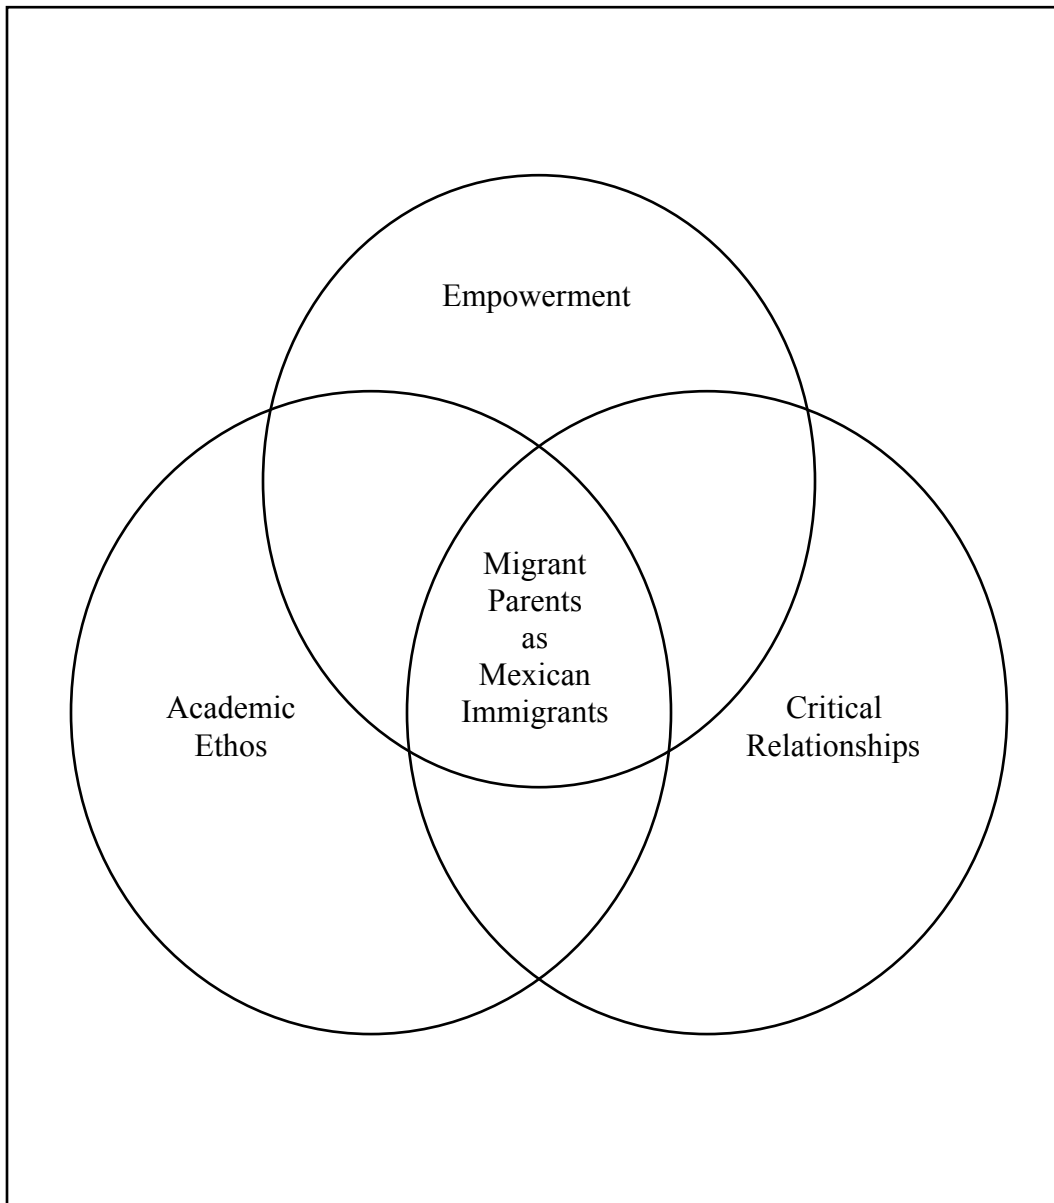 Empowerment
Migrant
Parents
as
Mexican
Immigrants
Academic
Ethos
Critical
Relationships